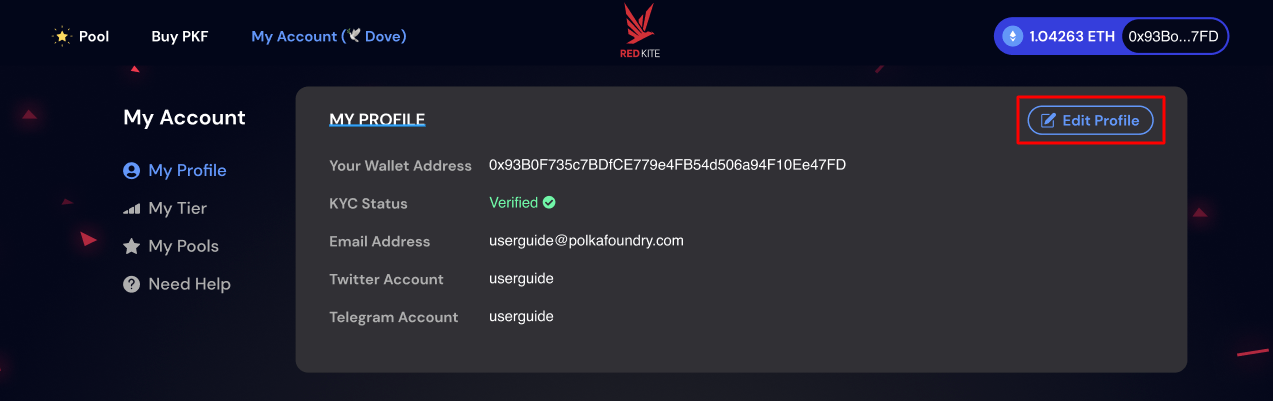 Pool
Buy PKF
My Account (🕊 Dove)
RED KITE
1.04263 ETH
0x93Bo...7FD
My Account
My Profile
My Tier
My Pools
Need Help
MY PROFILE
Edit Profile
Your Wallet Address 0x93B0F735c7BDfCE779e4FB54d506a94F10Ee47FD
KYC Status Verified
Email Address userguide@polkafoundry.com
Twitter Account userguide
Telegram Account userguide